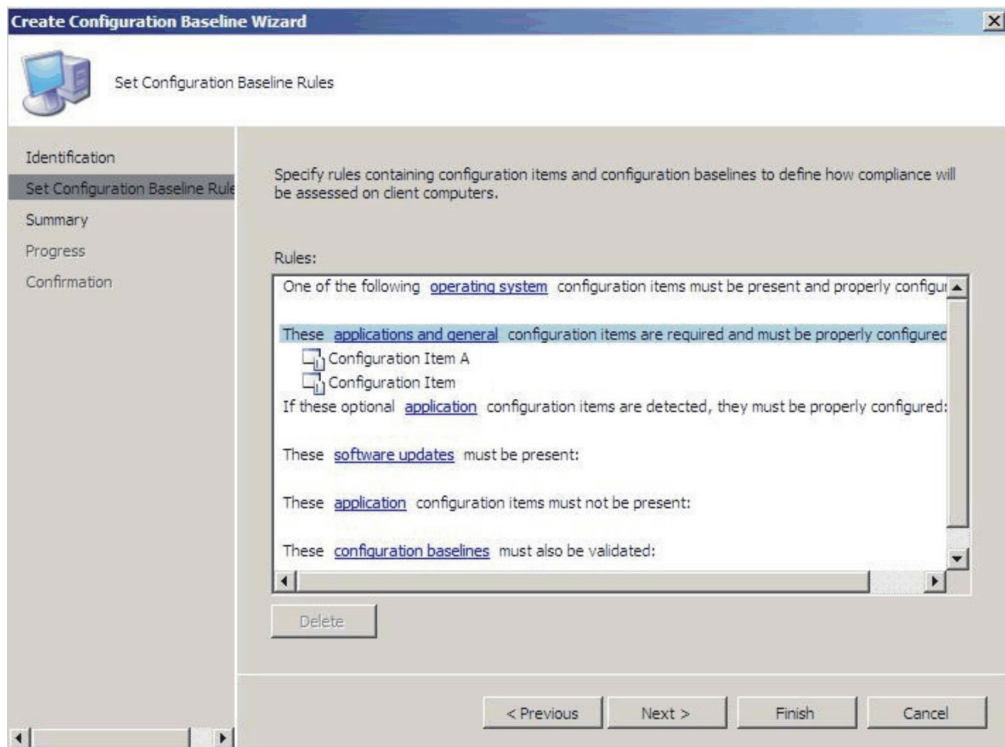 Create Configuration Baseline Wizard
Set Configuration Baseline Rules
Identification
Set Configuration Baseline Rule
Summary
Progress
Confirmation
Specify rules containing configuration items and configuration baselines to define how compliance will
be assessed on client computers.
Rules:
One of the following operating system configuration items must be present and properly configur
These applications and general configuration items are required and must be properly configured
Configuration Item A
Configuration Item
If these optional application configuration items are detected, they must be properly configured:
These software updates must be present:
These application configuration items must not be present:
These configuration baselines must also be validated:
Delete
< Previous
Next >
Finish
Cancel